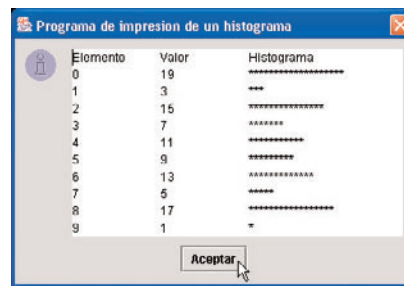 Programa de impresion de un histograma
Elemento Valor Histograma
0 19 *******************
1 3 ***
2 15 ***************
3 7 *******
4 11 ***********
5 9 *********
6 13 *************
7 5 *****
8 17 *****************
9 1 *
Aceptar